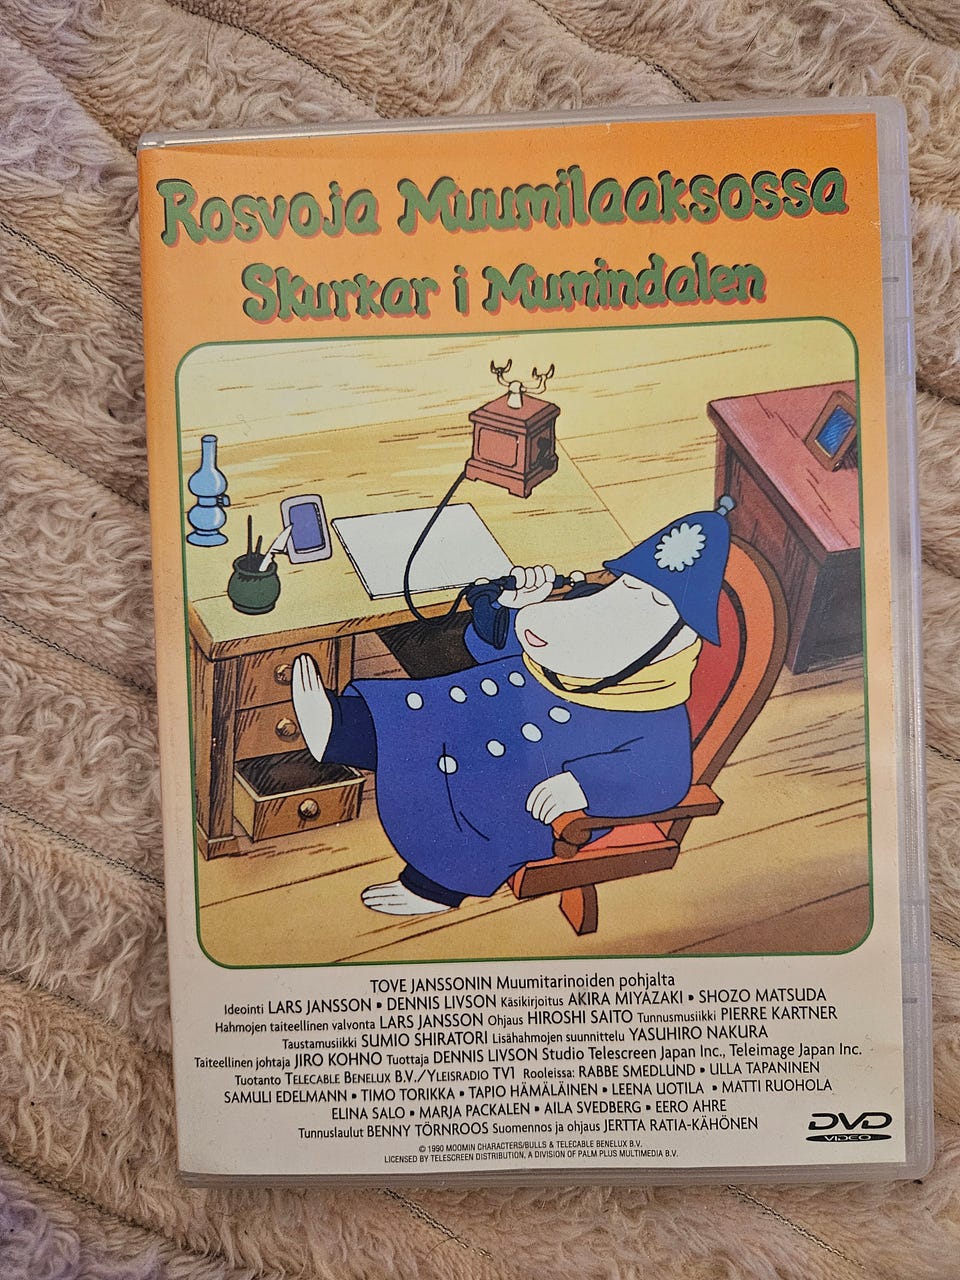 Rosvoja Muumilaaksossa
Skurkar i Mumindalen
TOVE JANSSONIN Muumitarinoiden pohjalta
Ideointi LARS JANSSON • DENNIS LIVSON Käsikirjoitus AKIRA MIYAZAKI • SHOZO MATSUDA
Hahmojen taiteellinen valvonta LARS JANSSON Ohjaus HIROSHI SAITO Tunnusmusiikki PIERRE KARTNER
Taustamusiikki SUMIO SHIRATORI Lisähahmojen suunnittelu YASUHIRO NAKURA
Taiteellinen johtaja JIRO KOHNO Tuottaja DENNIS LIVSON Studio Telescreen Japan Inc., Teleimage Japan Inc.
Tuotanto TELECABLE BENELUX B.V./YLEISRADIO TV1 Rooleissa: RABBE SMEDLUND • ULLA TAPANINEN
SAMULI EDELMANN • TIMO TORIKKA • TAPIO HÄMÄLÄINEN • LEENA UOTILA • MATTI RUOHOLA
ELINA SALO • MARJA PACKALEN • AILA SVEDBERG • EERO AHRE
Tunnuslaulut BENNY TÖRNROOS Suomennos ja ohjaus JERTTA RATIA-KÄHÖNEN
DVD
VIDEO
© 1990 MOOMIN CHARACTERS/BULLS & TELECABLE BENELUX B.V.
LICENSED BY TELESCREEN DISTRIBUTION, A DIVISION OF PALM PLUS MULTIMEDIA B.V.